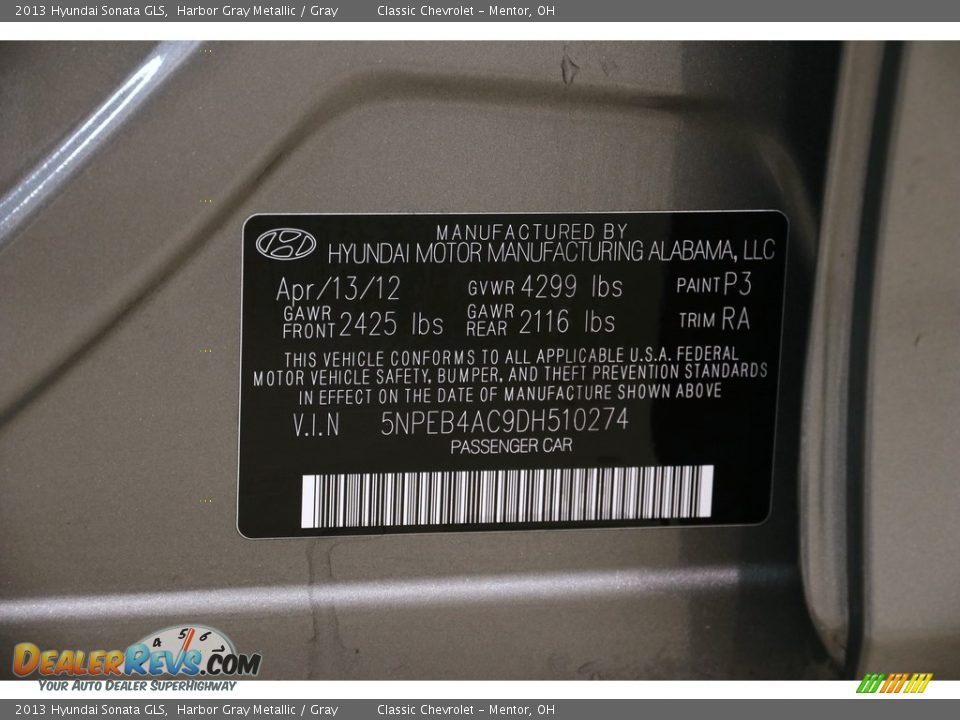 2013 Hyundai Sonata GLS, Harbor Gray Metallic / Gray Classic Chevrolet - Mentor, OH
MANUFACTURED BY
HYUNDAI MOTOR MANUFACTURING ALABAMA, LLC
Apr/13/12 GVWR 4299 lbs PAINT P3
GAWR FRONT 2425 lbs GAWR REAR 2116 lbs TRIM RA
THIS VEHICLE CONFORMS TO ALL APPLICABLE U.S.A. FEDERAL
MOTOR VEHICLE SAFETY, BUMPER, AND THEFT PREVENTION STANDARDS
IN EFFECT ON THE DATE OF MANUFACTURE SHOWN ABOVE
V.I.N 5NPEB4AC9DH510274
PASSENGER CAR
4 5 6
DEALERREVS.COM
YOUR AUTO DEALER SUPERHIGHWAY
2013 Hyundai Sonata GLS, Harbor Gray Metallic / Gray Classic Chevrolet - Mentor, OH